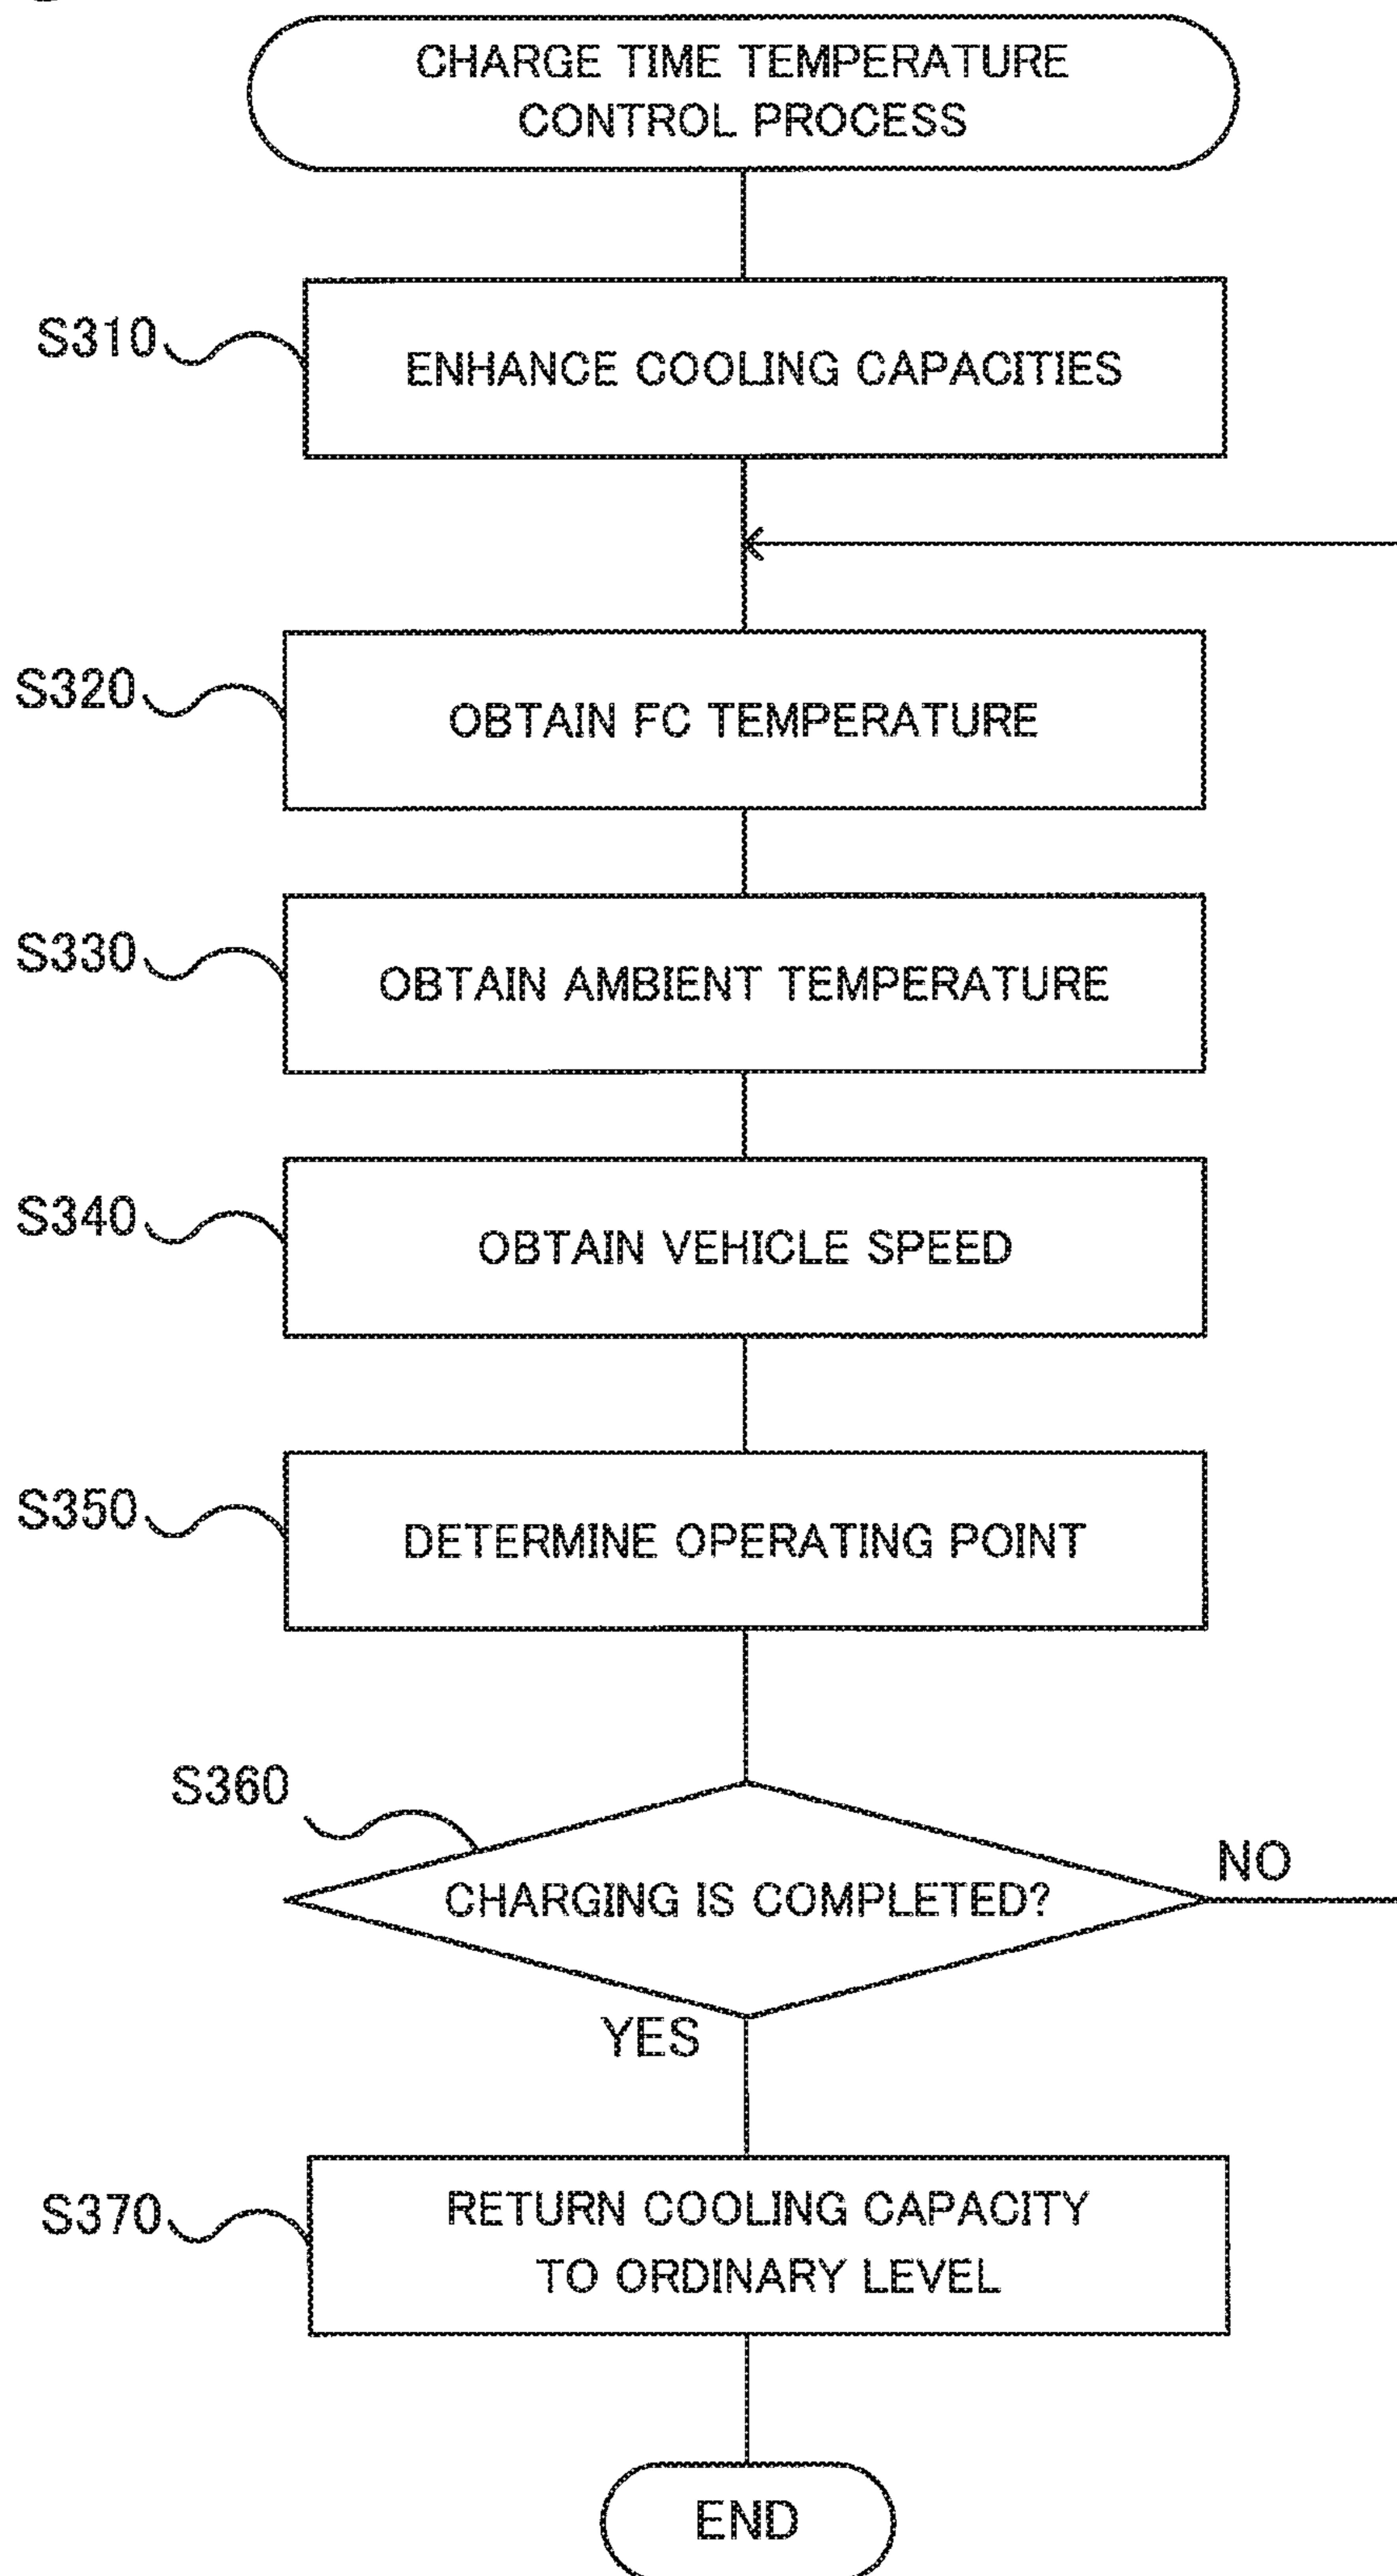 CHARGE TIME TEMPERATURE
CONTROL PROCESS
S310
ENHANCE COOLING CAPACITIES
S320
OBTAIN FC TEMPERATURE
S330
OBTAIN AMBIENT TEMPERATURE
S340
OBTAIN VEHICLE SPEED
S350
DETERMINE OPERATING POINT
S360
CHARGING IS COMPLETED?
NO
YES
S370
RETURN COOLING CAPACITY
TO ORDINARY LEVEL
END